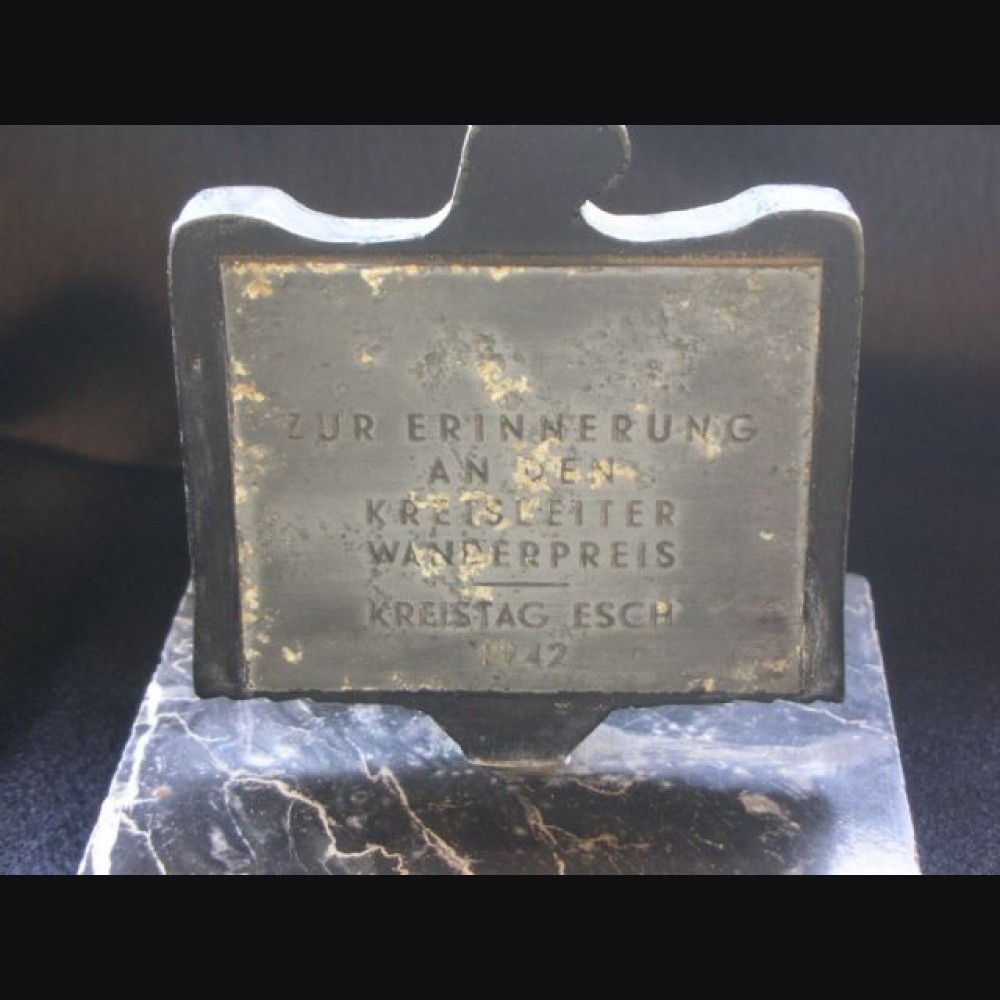 ZUR ERINNERUNG
AN DEN
KREISLEITER
WANDERPREIS
KREISTAG ESCH
1942